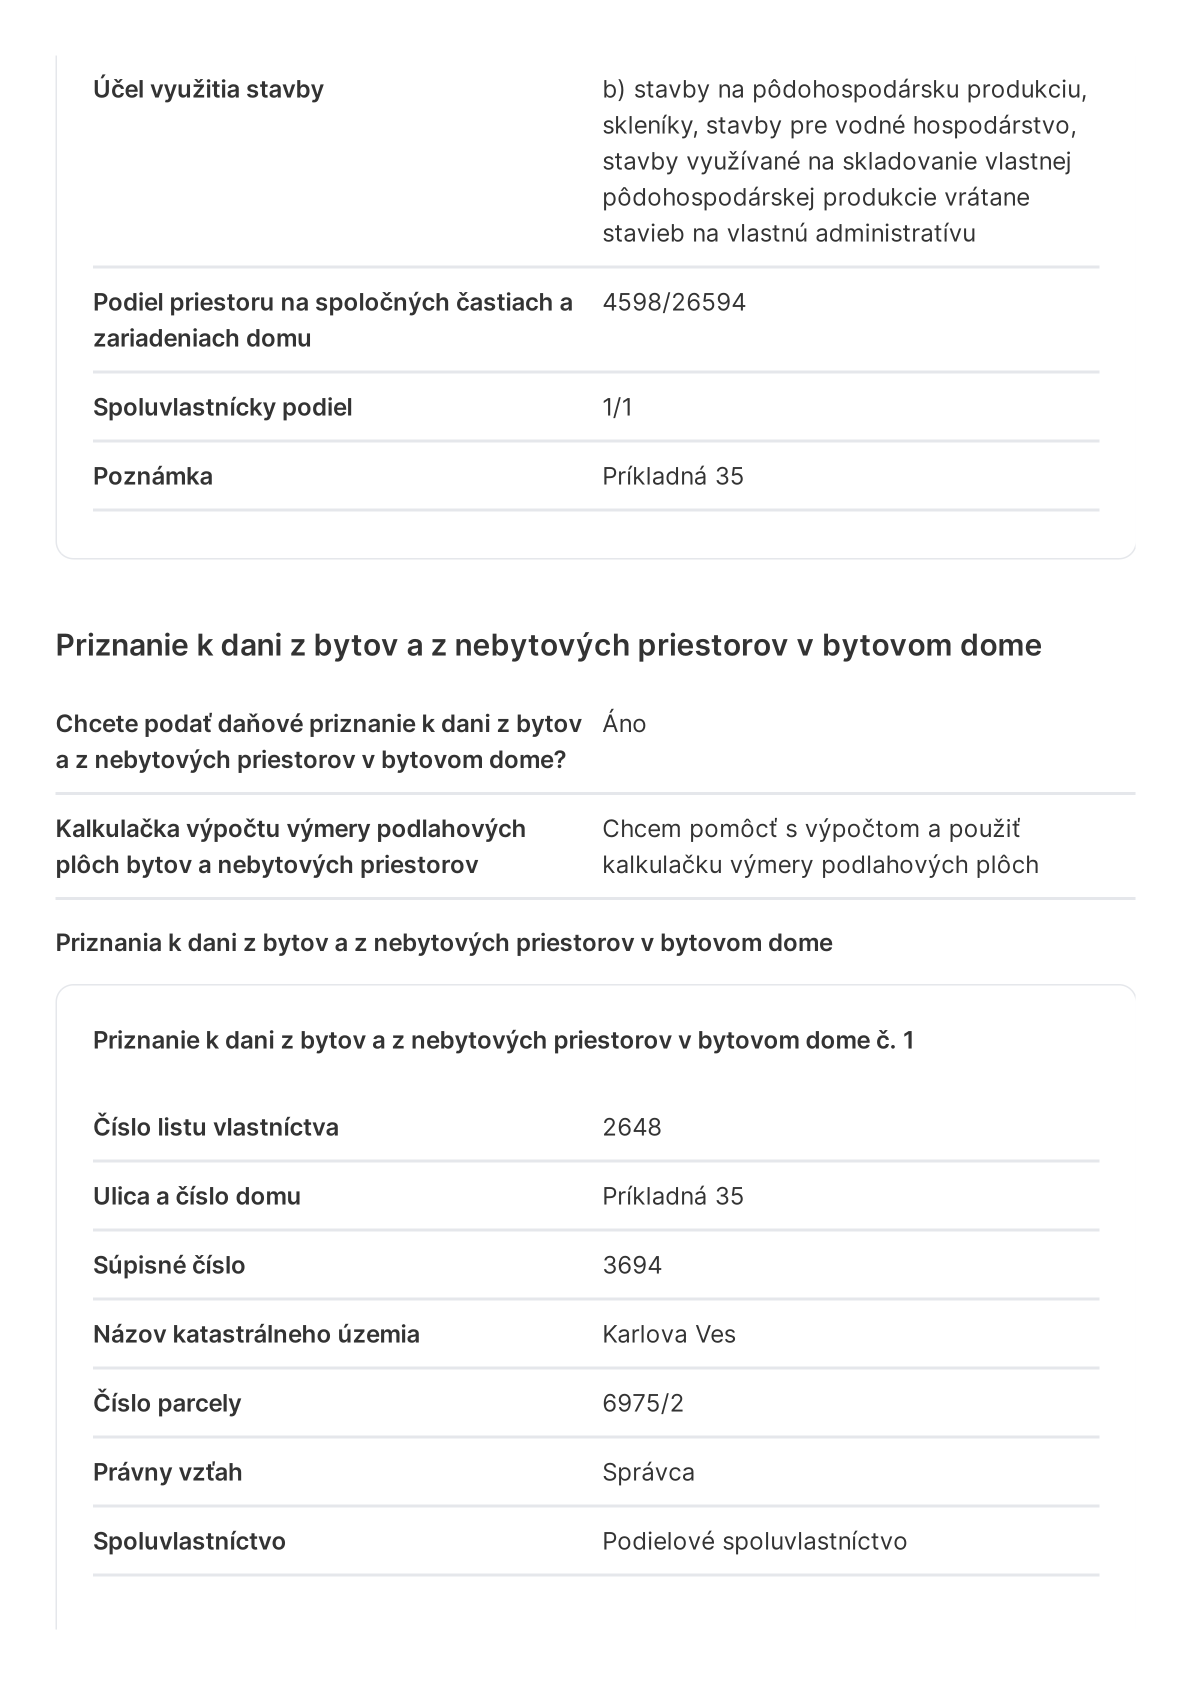 Účel využitia stavby
b) stavby na pôdohospodársku produkciu,
skleníky, stavby pre vodné hospodárstvo,
stavby využívané na skladovanie vlastnej
pôdohospodárskej produkcie vrátane
stavieb na vlastnú administratívu
Podiel priestoru na spoločných častiach a
zariadeniach domu
4598/26594
Spoluvlastnícky podiel
1/1
Poznámka
Príkladná 35
Priznanie k dani z bytov a z nebytových priestorov v bytovom dome
Chcete podať daňové priznanie k dani z bytov
a z nebytových priestorov v bytovom dome?
Áno
Kalkulačka výpočtu výmery podlahových
plôch bytov a nebytových priestorov
Chcem pomôcť s výpočtom a použiť
kalkulačku výmery podlahových plôch
Priznania k dani z bytov a z nebytových priestorov v bytovom dome
Priznanie k dani z bytov a z nebytových priestorov v bytovom dome č. 1
Číslo listu vlastníctva
2648
Ulica a číslo domu
Príkladná 35
Súpisné číslo
3694
Názov katastrálneho územia
Karlova Ves
Číslo parcely
6975/2
Právny vzťah
Správca
Spoluvlastníctvo
Podielové spoluvlastníctvo